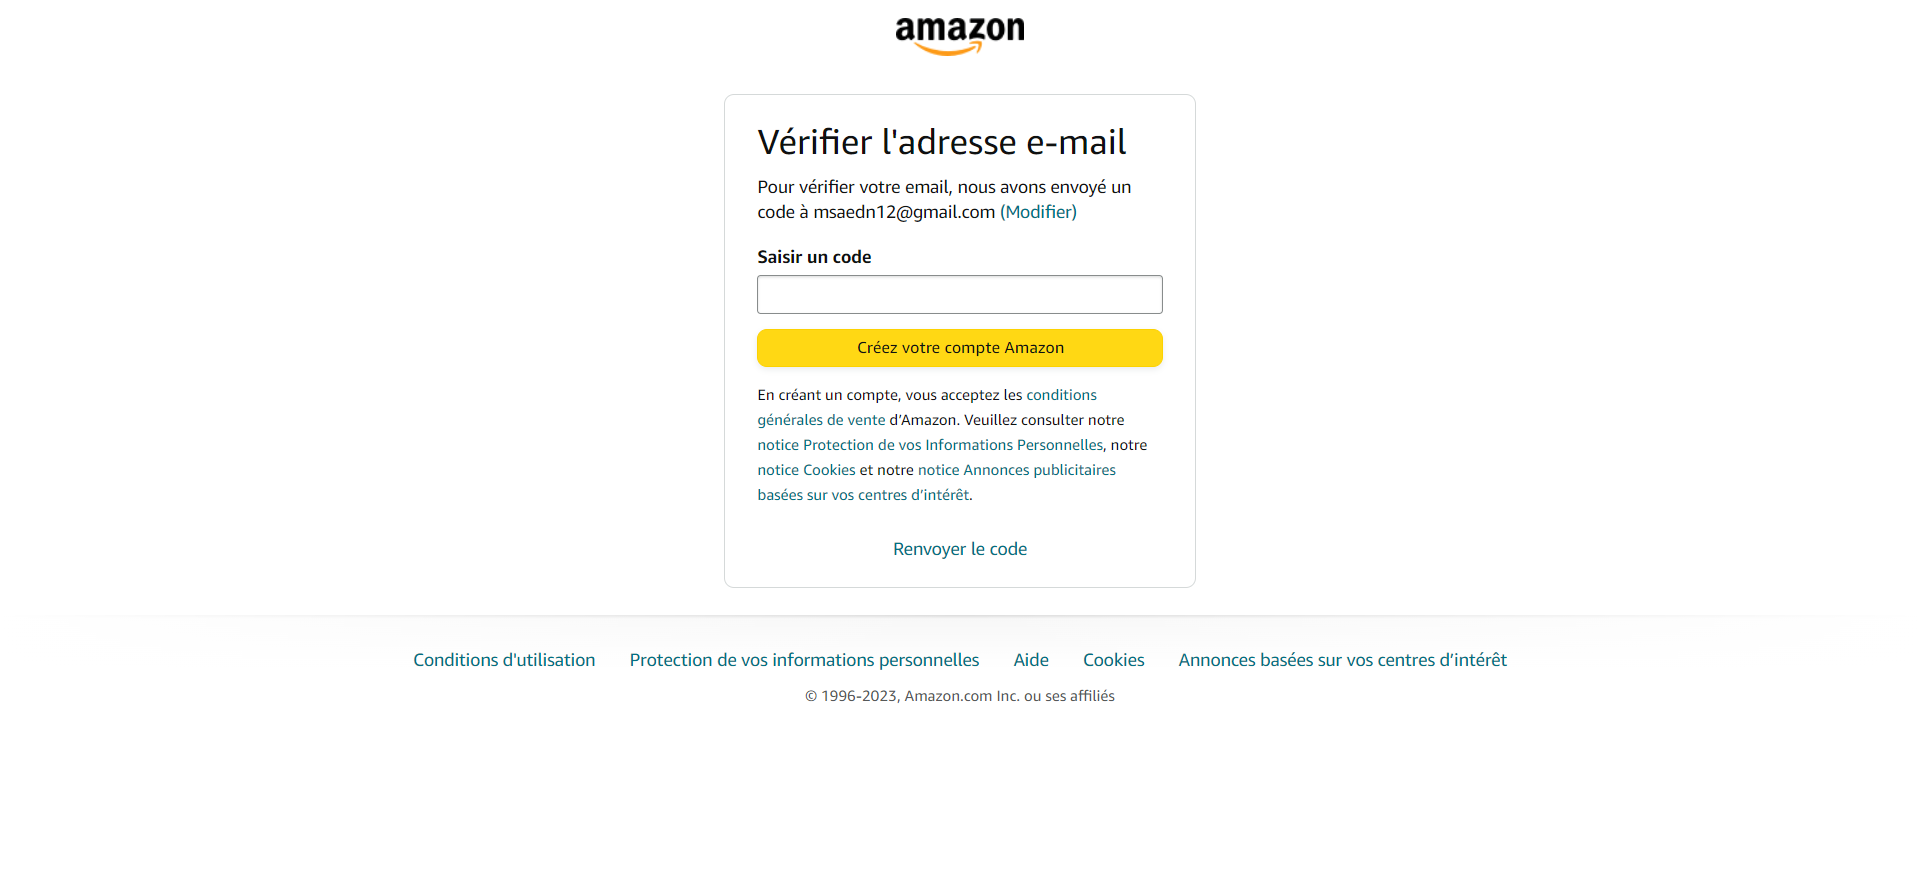 amazon
Vérifier l'adresse e-mail
Pour vérifier votre email, nous avons envoyé un
code à msaedn12@gmail.com (Modifier)
Saisir un code
Créez votre compte Amazon
En créant un compte, vous acceptez les conditions
générales de vente d’Amazon. Veuillez consulter notre
notice Protection de vos Informations Personnelles, notre
notice Cookies et notre notice Annonces publicitaires
basées sur vos centres d’intérêt.
Renvoyer le code
Conditions d'utilisation Protection de vos informations personnelles Aide Cookies Annonces basées sur vos centres d’intérêt
© 1996-2023, Amazon.com Inc. ou ses affiliés